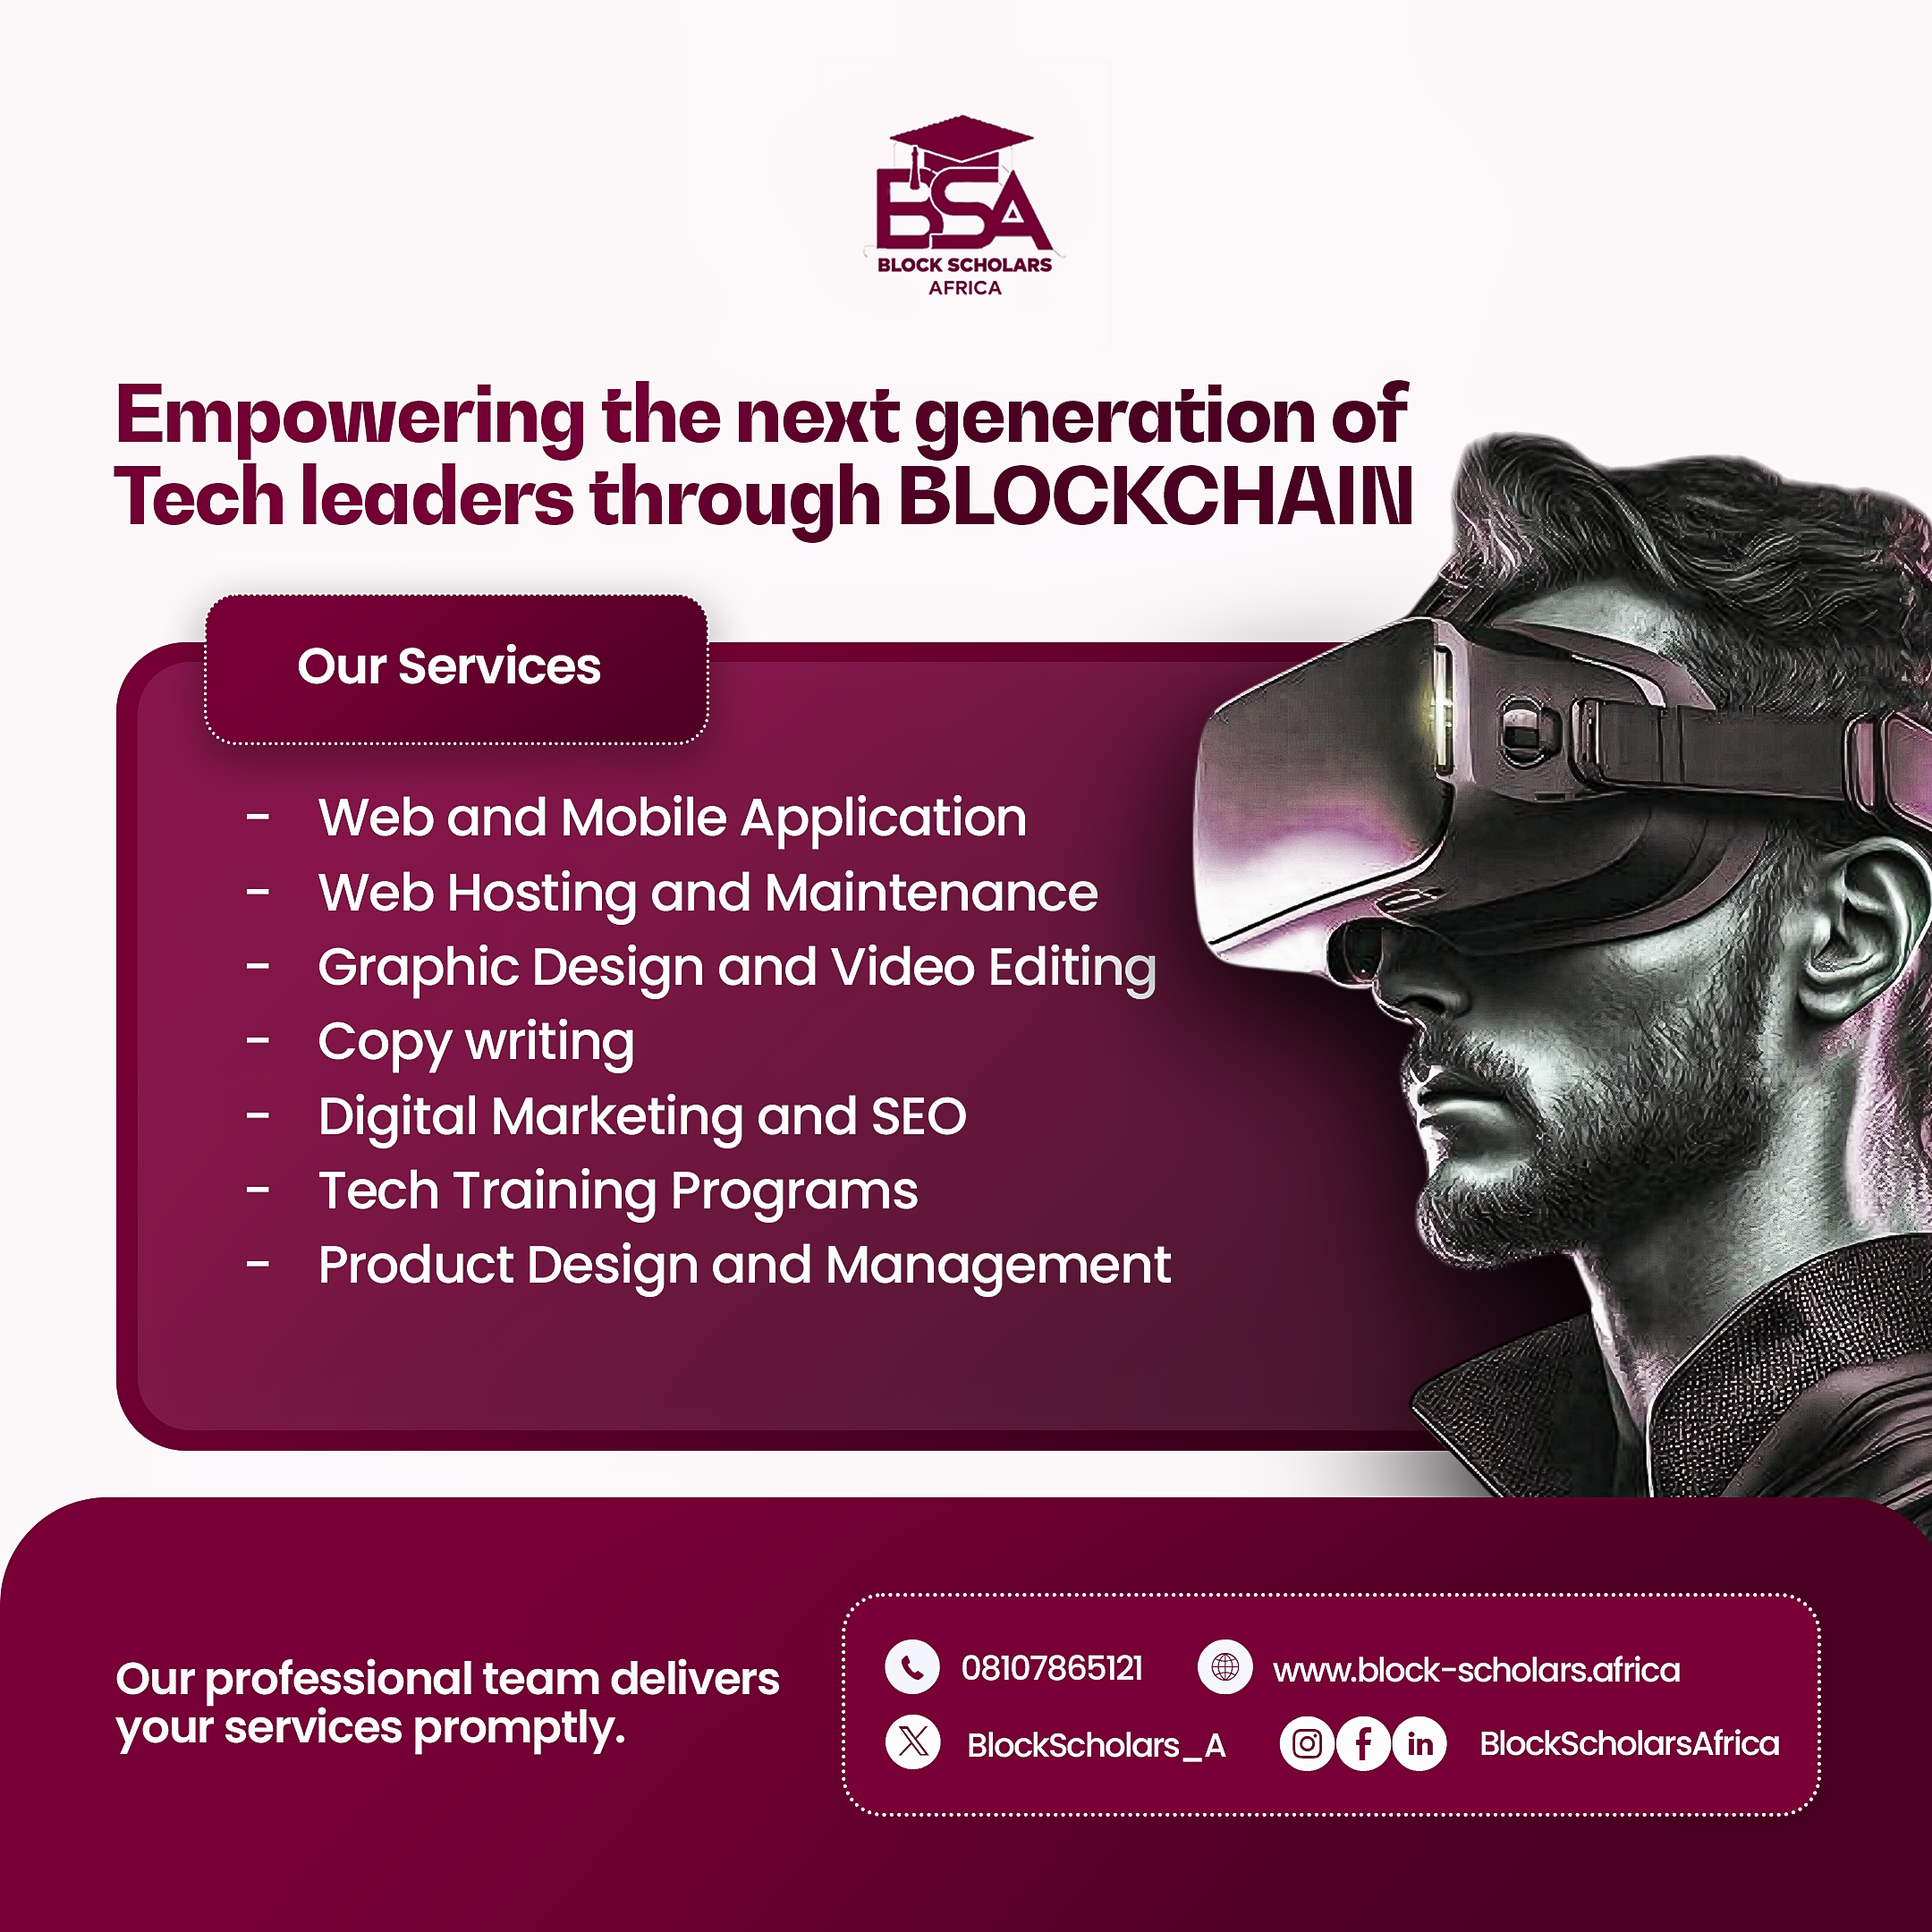 BSA
BLOCK SCHOLARS
AFRICA
Empowering the next generation of
Tech leaders through BLOCKCHAIN
Our Services
- Web and Mobile Application
- Web Hosting and Maintenance
- Graphic Design and Video Editing
- Copy writing
- Digital Marketing and SEO
- Tech Training Programs
- Product Design and Management
Our professional team delivers
your services promptly.
08107865121 www.block-scholars.africa
BlockScholars_A BlockScholarsAfrica